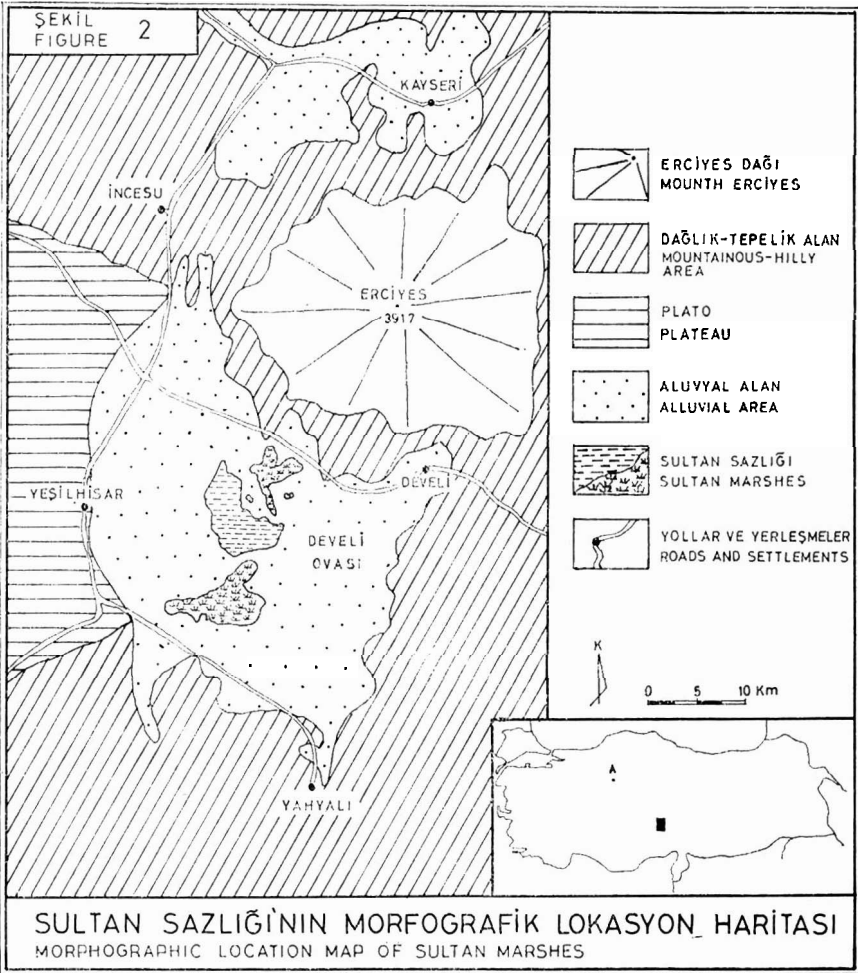 ŞEKİL 2
FIGURE
KAYSERİ
İNCESU
ERCİYES
3917
YEŞİLHİSAR
DEVELİ
DEVELİ
OVASI
YAHYALI
ERCİYES DAĞI
MOUNTH ERCİYES
DAĞLIK-TEPELİK ALAN
MOUNTAINOUS-HILLY
AREA
PLATO
PLATEAU
ALUVYAL ALAN
ALLUVIAL AREA
SULTAN SAZLIĞI
SULTAN MARSHES
YOLLAR VE YERLEŞMELER
ROADS AND SETTLEMENTS
K
0 5 10 Km
A
SULTAN SAZLIĞI'NIN MORFOGRAFİK LOKASYON HARİTASI
MORPHOGRAPHIC LOCATION MAP OF SULTAN MARSHES